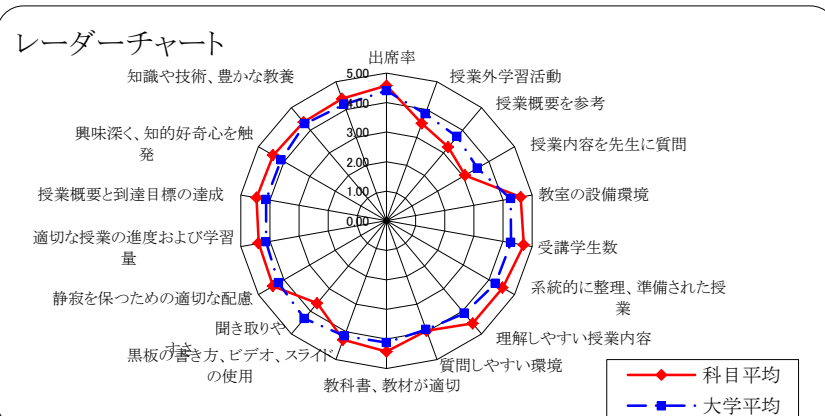 レーダーチャート
出席率
授業外学習活動
授業概要を参考
授業内容を先生に質問
教室の設備環境
受講学生数
系統的に整理、準備された授
業
理解しやすい授業内容
質問しやすい環境
教科書、教材が適切
黒板の書き方、ビデオ、スライド
の使用
聞き取りや
すさ
静寂を保つための適切な配慮
適切な授業の進度および学習
量
授業概要と到達目標の達成
興味深く、知的好奇心を触
発
知識や技術、豊かな教養
5.00
4.00
3.00
2.00
1.00
0.00
科目平均
大学平均